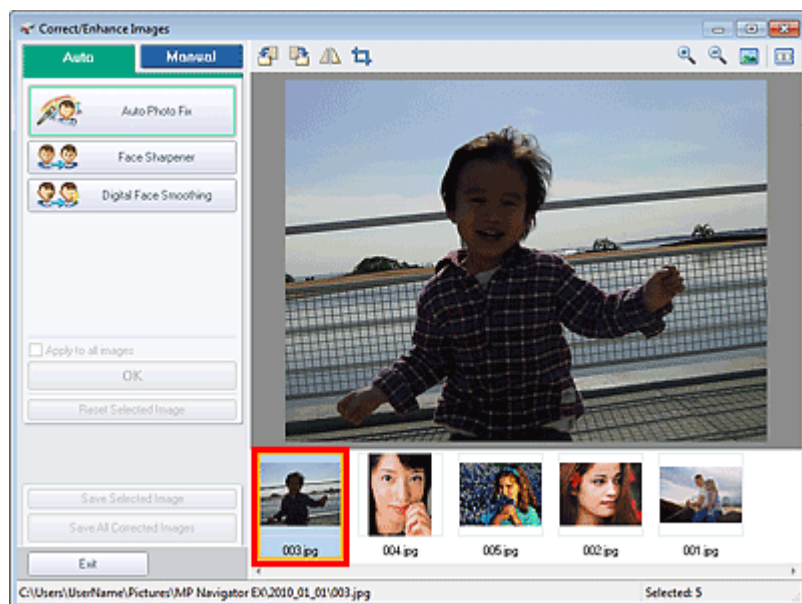 Correct/Enhance Images
Auto
Manual
Auto Photo Fix
Face Sharpener
Digital Face Smoothing
Apply to all images
OK
Reset Selected Image
Save Selected Image
Save All Corrected Images
Exit
003.jpg
004.jpg
005.jpg
002.jpg
001.jpg
C:\Users\UserName\Pictures\MP Navigator EX\2010_01_01\003.jpg
Selected: 5